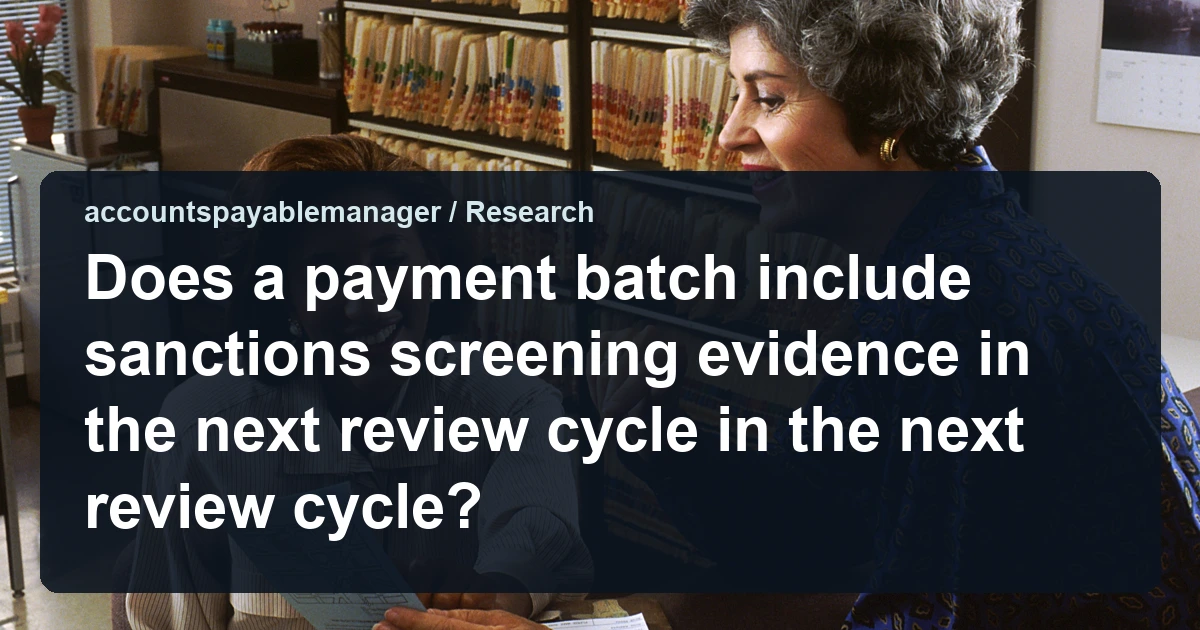 accountspayablemanager / Research
Does a payment batch include
sanctions screening evidence in
the next review cycle in the next
review cycle?